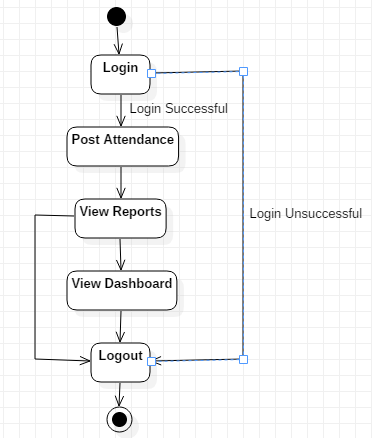 Login
Login Successful
Post Attendance
View Reports
Login Unsuccessful
View Dashboard
Logout